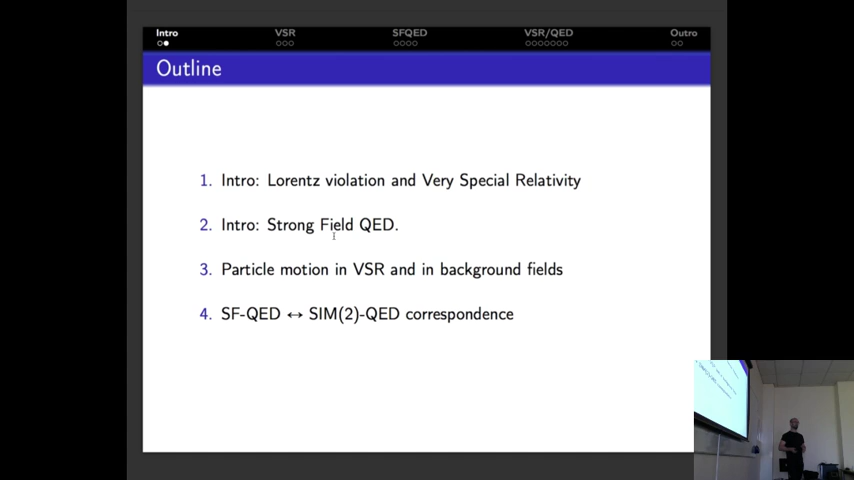 Intro VSR SFQED VSR/QED Outro
Outline
1. Intro: Lorentz violation and Very Special Relativity
2. Intro: Strong Field QED.
3. Particle motion in VSR and in background fields
4. SF-QED ↔ SIM(2)-QED correspondence